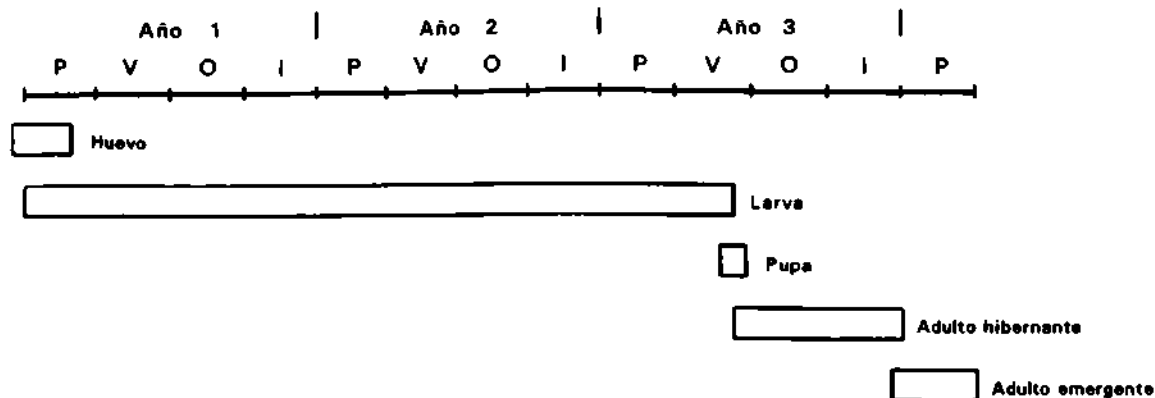 Año 1 Año 2 Año 3
P V O I P V O I P V O I P
Huevo
Larva
Pupa
Adulto hibernante
Adulto emergente